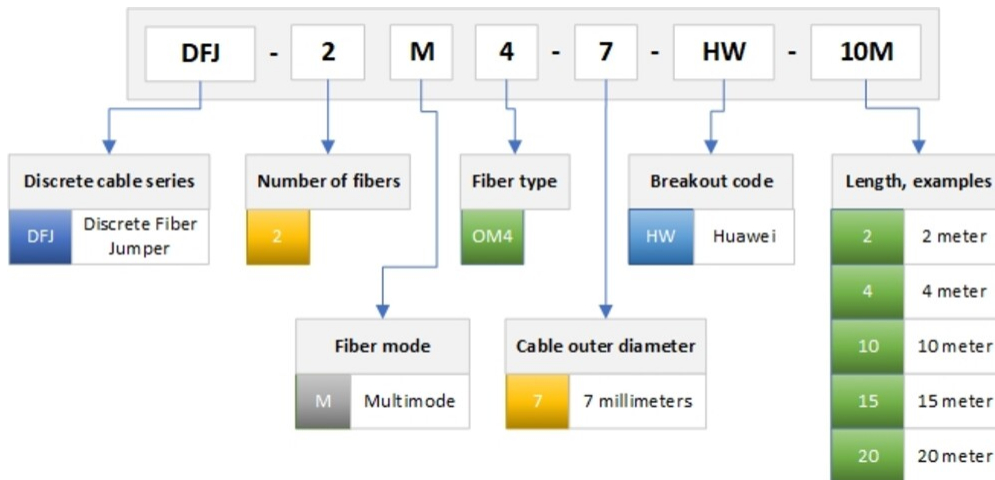 DFJ - 2 M 4 - 7 - HW - 10M
Discrete cable series
DFJ Discrete Fiber
Jumper
Number of fibers
2
Fiber type
OM4
Breakout code
HW Huawei
Length, examples
2 2 meter
4 4 meter
10 10 meter
15 15 meter
20 20 meter
Fiber mode
M Multimode
Cable outer diameter
7 7 millimeters